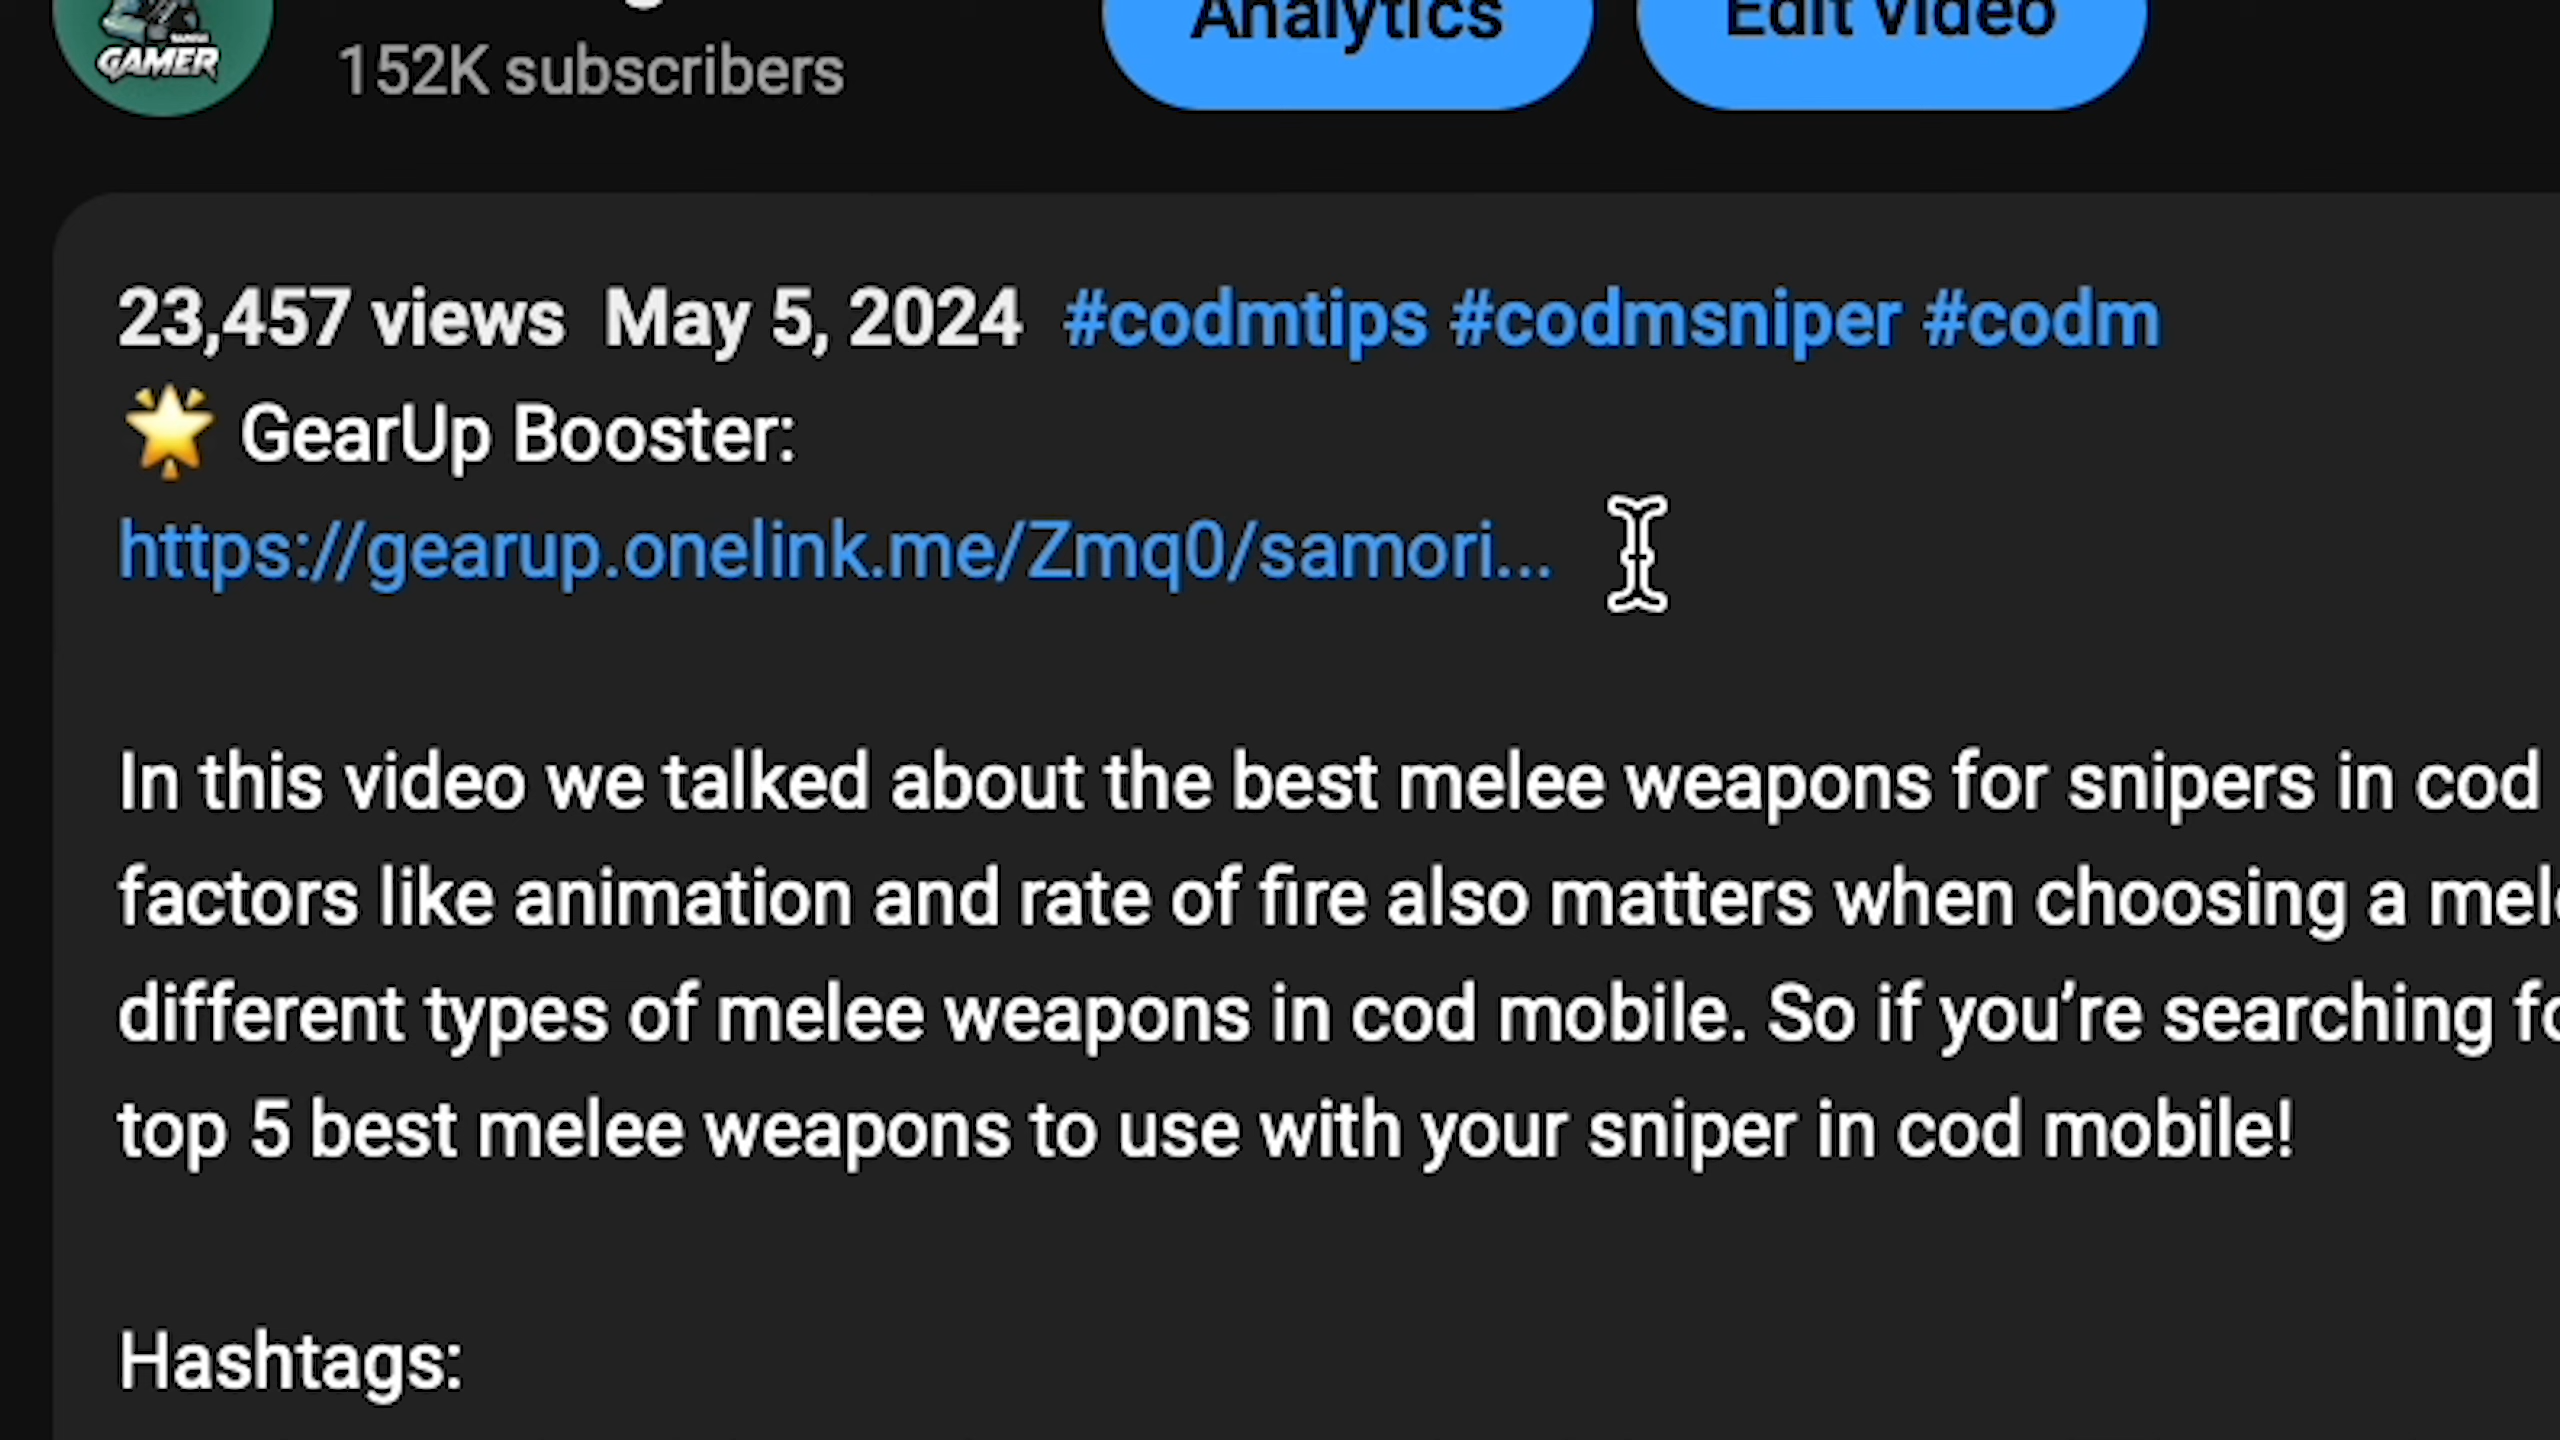 GAMER
152K subscribers
Analytics
Edit video
23,457 views May 5, 2024 #codmtips #codmsniper #codm
🌟 GearUp Booster:
https://gearup.onelink.me/Zmq0/samori...
In this video we talked about the best melee weapons for snipers in cod
factors like animation and rate of fire also matters when choosing a
different types of melee weapons in cod mobile. So if you’re searching
top 5 best melee weapons to use with your sniper in cod mobile!
Hashtags: